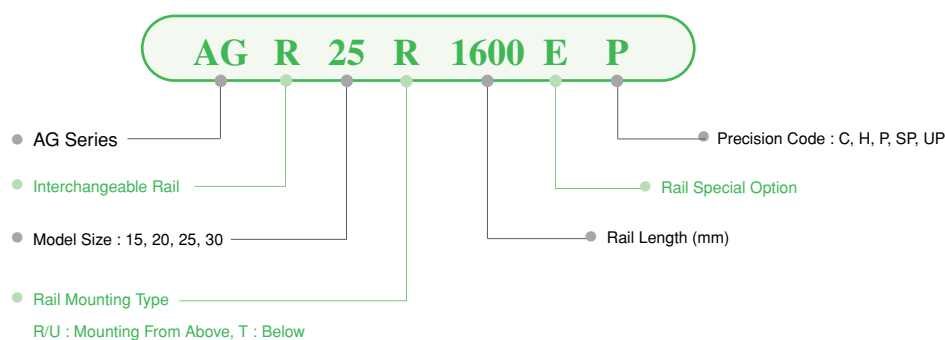 AG R 25 R 1600 E P
AG Series
Precision Code : C, H, P, SP, UP
Interchangeable Rail
Rail Special Option
Model Size : 15, 20, 25, 30
Rail Length (mm)
Rail Mounting Type
R/U : Mounting From Above, T : Below